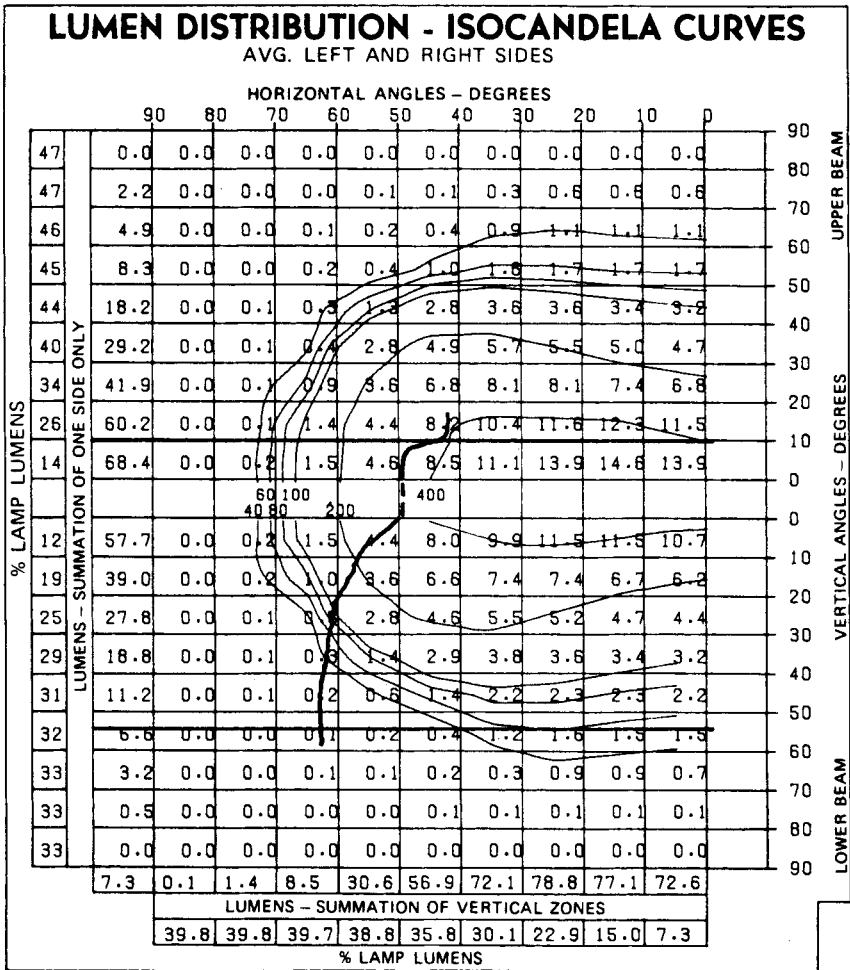 LUMEN DISTRIBUTION - ISOCANDELA CURVES
AVG. LEFT AND RIGHT SIDES
HORIZONTAL ANGLES – DEGREES
90 80 70 60 50 40 30 20 10 0
90
47 0.0 0.0 0.0 0.0 0.0 0.0 0.0 0.0 0.0 0.0
80
47 2.2 0.0 0.0 0.0 0.1 0.1 0.3 0.6 0.6 0.6
70
46 4.9 0.0 0.0 0.1 0.2 0.4 0.9 1.1 1.1 1.1
60
45 8.3 0.0 0.0 0.2 0.4 1.0 1.6 1.7 1.7 1.7
50
44 18.2 0.0 0.1 0.3 1.3 2.8 3.6 3.6 3.4 3.2
40
40 29.2 0.0 0.1 0.4 2.8 4.9 5.7 5.5 5.0 4.7
30
34 41.9 0.0 0.1 0.9 3.6 6.8 8.1 8.1 7.4 6.8
20
26 60.2 0.0 0.1 1.4 4.4 8.2 10.4 11.6 12.3 11.5
10
14 68.4 0.0 0.2 1.5 4.6 8.5 11.1 13.9 14.6 13.9
0
60 100 400
40 80 200
0
12 57.7 0.0 0.2 1.5 4.4 8.0 9.9 11.5 11.5 10.7
10
19 39.0 0.0 0.2 1.0 3.6 6.6 7.4 7.4 6.7 6.2
20
25 27.8 0.0 0.1 2.8 4.6 5.5 5.2 4.7 4.4
30
29 18.8 0.0 0.1 0.3 1.4 2.9 3.8 3.6 3.4 3.2
40
31 11.2 0.0 0.1 0.2 0.6 1.4 2.2 2.3 2.3 2.2
50
32 6.6 0.0 0.0 0.1 0.2 0.4 1.2 1.6 1.5 1.5
60
33 3.2 0.0 0.0 0.1 0.1 0.2 0.3 0.9 0.9 0.7
70
33 0.5 0.0 0.0 0.0 0.0 0.1 0.1 0.1 0.1 0.1
80
33 0.0 0.0 0.0 0.0 0.0 0.0 0.0 0.0 0.0 0.0
90
7.3 0.1 1.4 8.5 30.6 56.9 72.1 78.8 77.1 72.6
LUMENS – SUMMATION OF VERTICAL ZONES
39.8 39.8 39.7 38.8 35.8 30.1 22.9 15.0 7.3
% LAMP LUMENS
% LAMP LUMENS
LUMENS – SUMMATION OF ONE SIDE ONLY
UPPER BEAM
VERTICAL ANGLES – DEGREES
LOWER BEAM